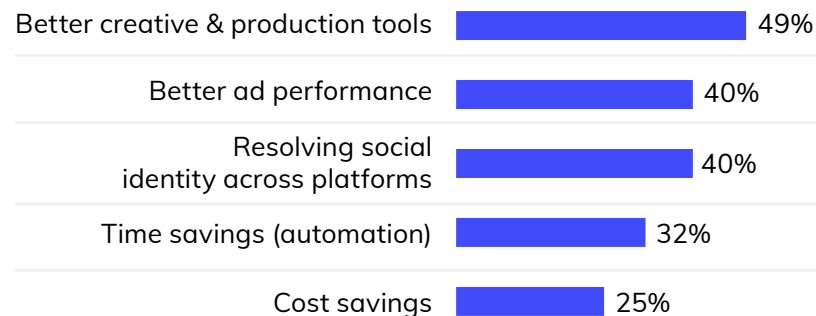 Better creative & production tools 49%
Better ad performance 40%
Resolving social
identity across platforms 40%
Time savings (automation) 32%
Cost savings 25%